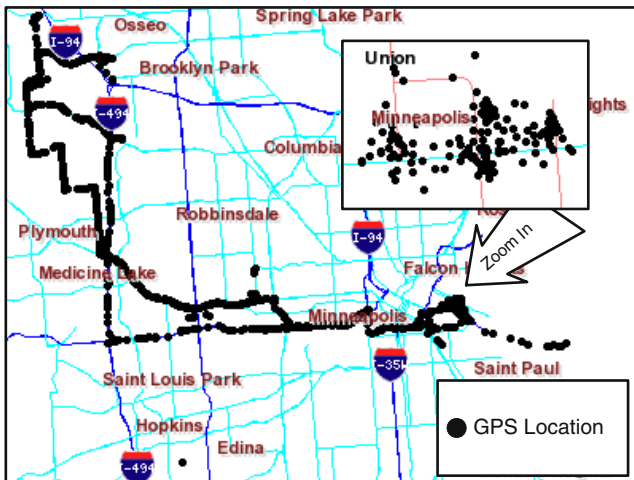 Spring Lake Park
Osseo
I-94
Brooklyn Park
-494
Union
Minneapolis
ights
Columbia
Robbinsdale
Plymouth
I-94
Zoom In
Medicine Lake
Falcon H
s
Minneapolis
-35
Saint Louis Park
Saint Paul
Hopkins
Edina
-494
GPS Location